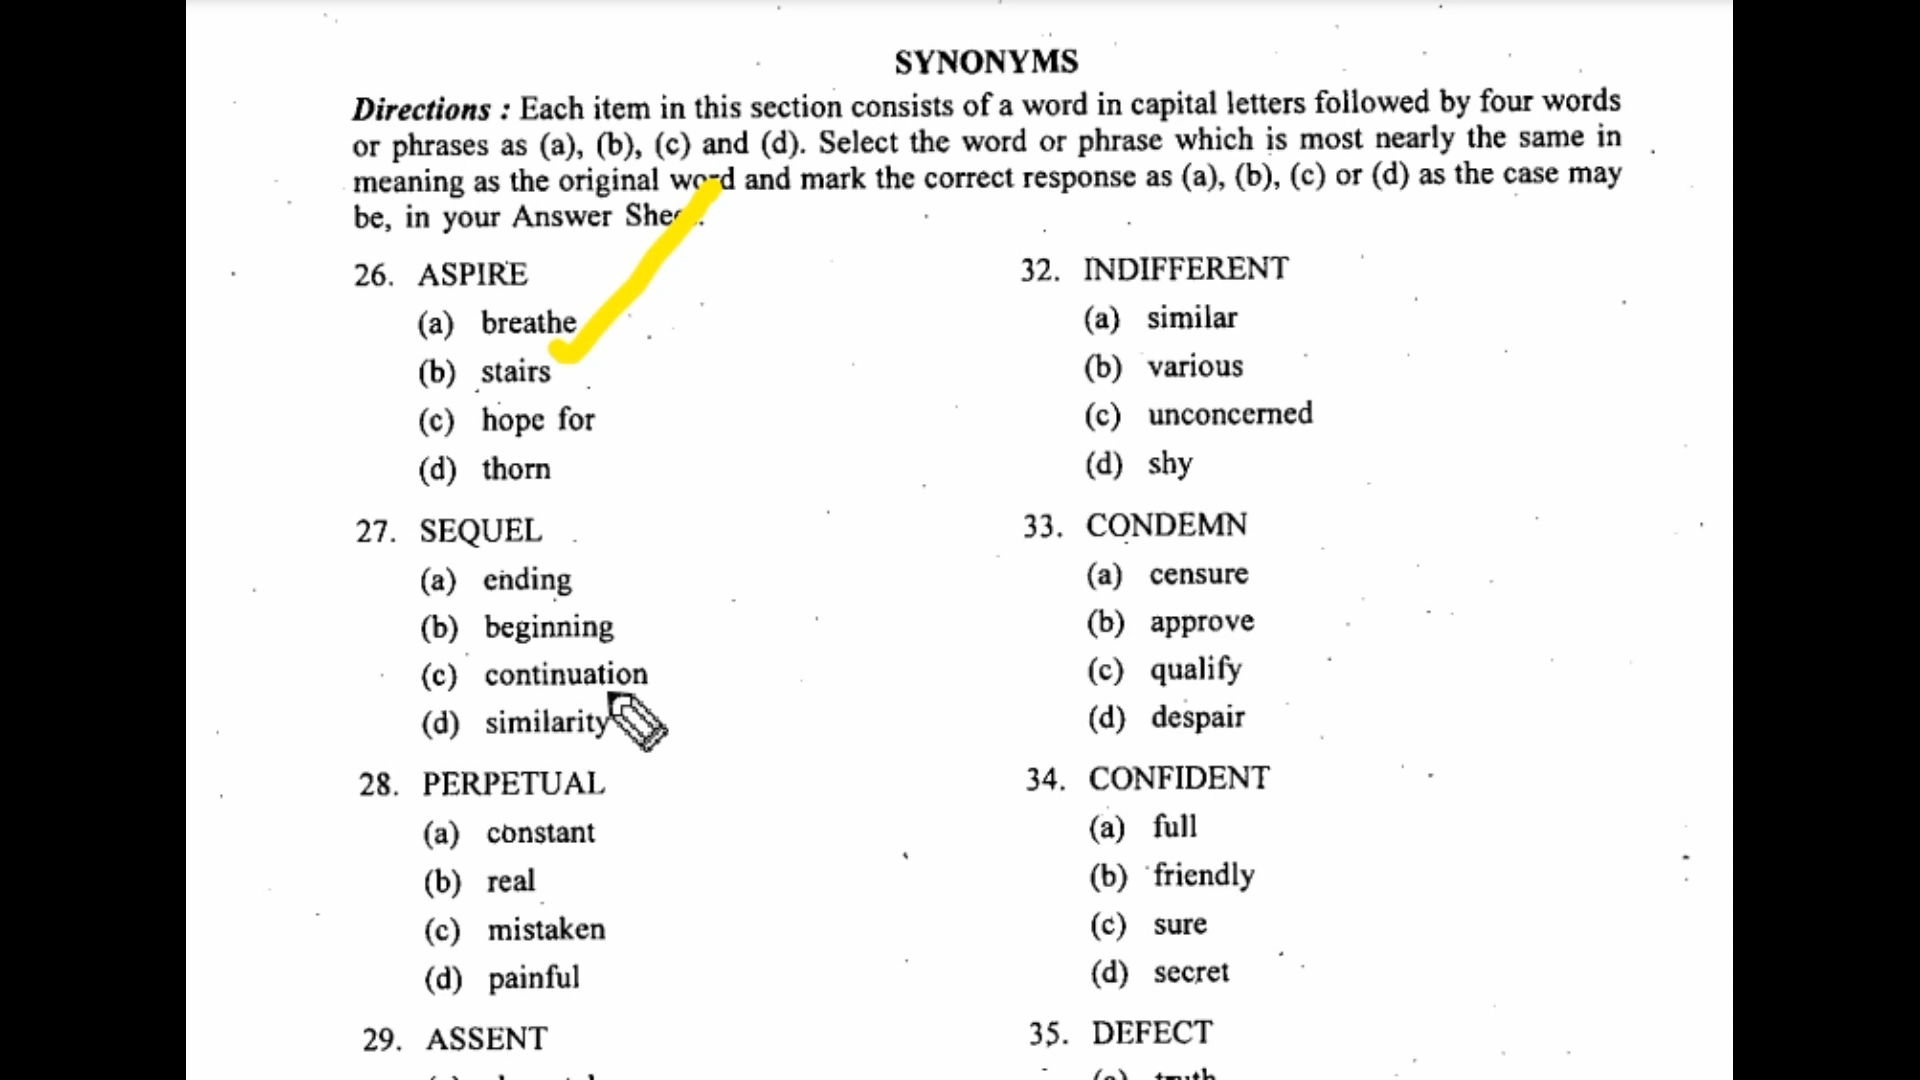 SYNONYMS
Directions : Each item in this section consists of a word in capital letters followed by four words
or phrases as (a), (b), (c) and (d). Select the word or phrase which is most nearly the same in
meaning as the original word and mark the correct response as (a), (b), (c) or (d) as the case may
be, in your Answer
26. ASPIRE
(a) breathe
(b) stairs
(c) hope for
(d) thorn
27. SEQUEL
(a) ending
(b) beginning
(c) continuation
(d) similarity
28. PERPETUAL
(a) constant
(b) real
(c) mistaken
(d) painful
29. ASSENT
32. INDIFFERENT
(a) similar
(b) various
(c) unconcerned
(d) shy
33. CONDEMN
(a) censure
(b) approve
(c) qualify
(d) despair
34. CONFIDENT
(a) full
(b) friendly
(c) sure
(d) secret
35. DEFECT
(a) truth